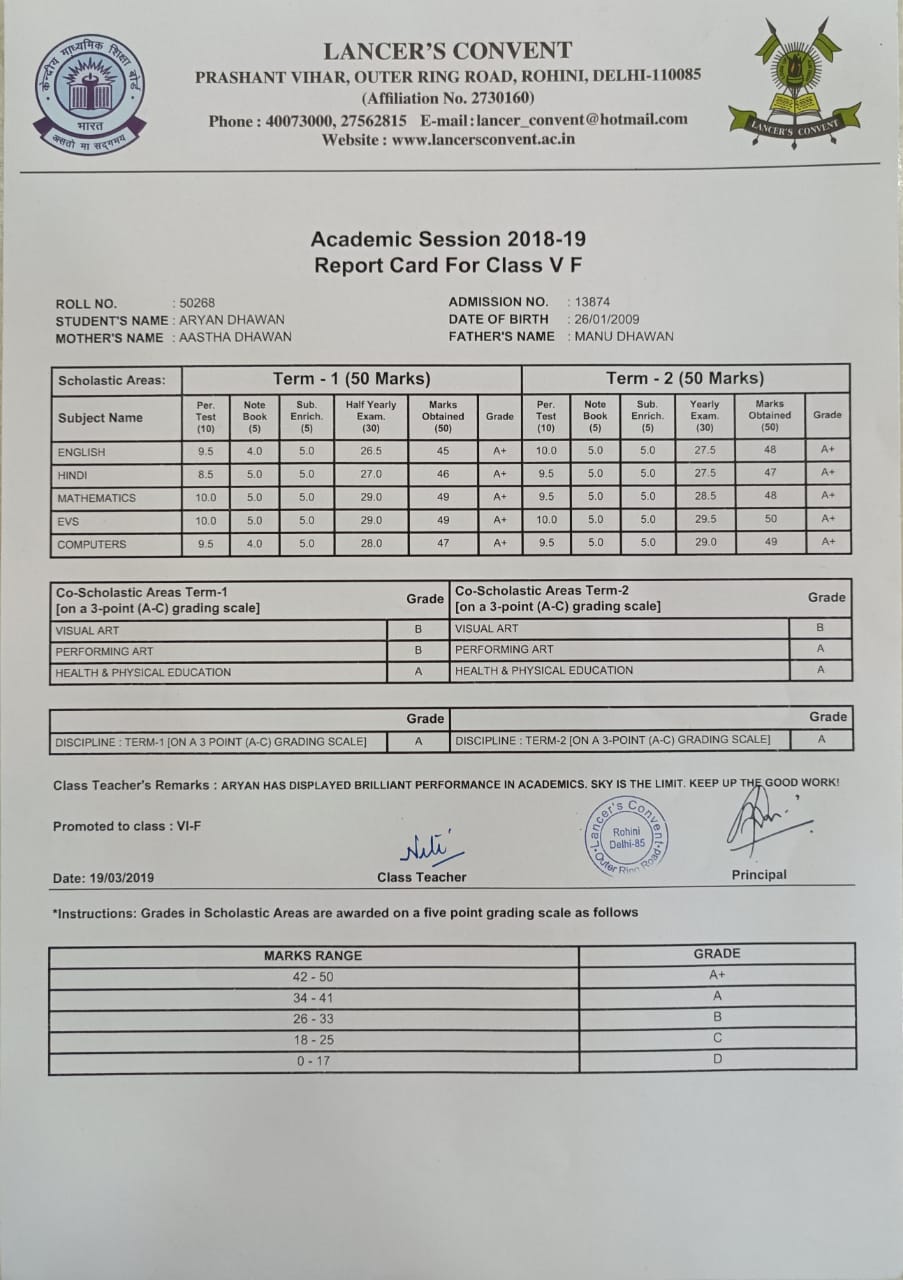 केन्द्रीय माध्यमिक शिक्षा बोर्ड
भारत
असतो मा सद्गमय
LANCER'S CONVENT
PRASHANT VIHAR, OUTER RING ROAD, ROHINI, DELHI-110085
(Affiliation No. 2730160)
Phone : 40073000, 27562815 E-mail : lancer_convent@hotmail.com
Website : www.lancersconvent.ac.in
LANCER'S CONVENT
Academic Session 2018-19
Report Card For Class V F
ROLL NO. : 50268 ADMISSION NO. : 13874
STUDENT'S NAME : ARYAN DHAWAN DATE OF BIRTH : 26/01/2009
MOTHER'S NAME : AASTHA DHAWAN FATHER'S NAME : MANU DHAWAN
Scholastic Areas: Term - 1 (50 Marks) Term - 2 (50 Marks)
Subject Name Per. Test (10) Note Book (5) Sub. Enrich. (5) Half Yearly Exam. (30) Marks Obtained (50) Grade Per. Test (10) Note Book (5) Sub. Enrich. (5) Yearly Exam. (30) Marks Obtained (50) Grade
ENGLISH 9.5 4.0 5.0 26.5 45 A+ 10.0 5.0 5.0 27.5 48 A+
HINDI 8.5 5.0 5.0 27.0 46 A+ 9.5 5.0 5.0 27.5 47 A+
MATHEMATICS 10.0 5.0 5.0 29.0 49 A+ 9.5 5.0 5.0 28.5 48 A+
EVS 10.0 5.0 5.0 29.0 49 A+ 10.0 5.0 5.0 29.5 50 A+
COMPUTERS 9.5 4.0 5.0 28.0 47 A+ 9.5 5.0 5.0 29.0 49 A+
Co-Scholastic Areas Term-1 [on a 3-point (A-C) grading scale] Grade Co-Scholastic Areas Term-2 [on a 3-point (A-C) grading scale] Grade
VISUAL ART B VISUAL ART B
PERFORMING ART B PERFORMING ART A
HEALTH & PHYSICAL EDUCATION A HEALTH & PHYSICAL EDUCATION A
Grade Grade
DISCIPLINE : TERM-1 [ON A 3 POINT (A-C) GRADING SCALE] A DISCIPLINE : TERM-2 [ON A 3-POINT (A-C) GRADING SCALE] A
Class Teacher's Remarks : ARYAN HAS DISPLAYED BRILLIANT PERFORMANCE IN ACADEMICS. SKY IS THE LIMIT. KEEP UP THE GOOD WORK!
Promoted to class : VI-F
Lancer's Convent
Rohini
Delhi-85
Outer Ring Road
Date: 19/03/2019 Class Teacher Principal
*Instructions: Grades in Scholastic Areas are awarded on a five point grading scale as follows
MARKS RANGE GRADE
42 - 50 A+
34 - 41 A
26 - 33 B
18 - 25 C
0 - 17 D